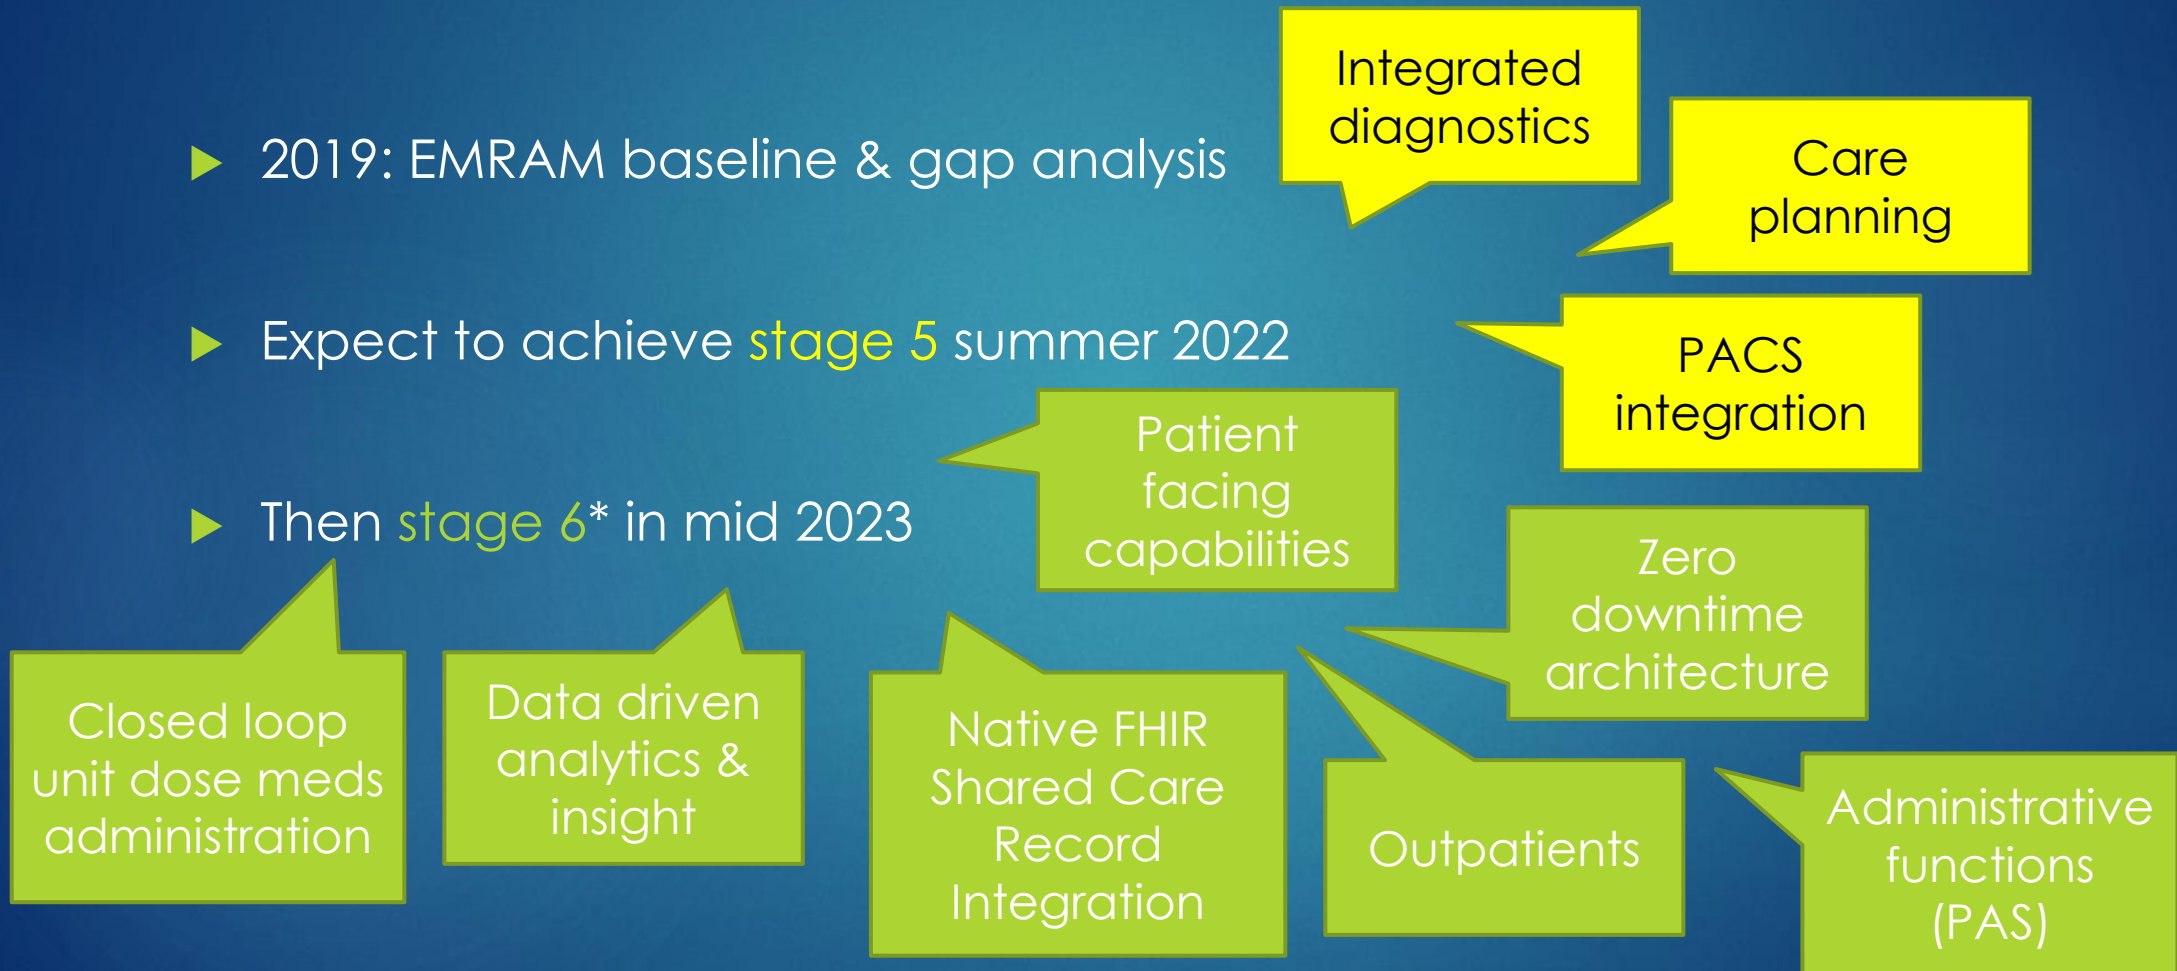 Integrated
diagnostics
2019: EMRAM baseline & gap analysis
Care
planning
Expect to achieve stage 5 summer 2022
PACS
integration
Patient
facing
capabilities
Then stage 6* in mid 2023
Zero
downtime
architecture
Closed loop
unit dose meds
administration
Data driven
analytics &
insight
Native FHIR
Shared Care
Record
Integration
Outpatients
Administrative
functions
(PAS)